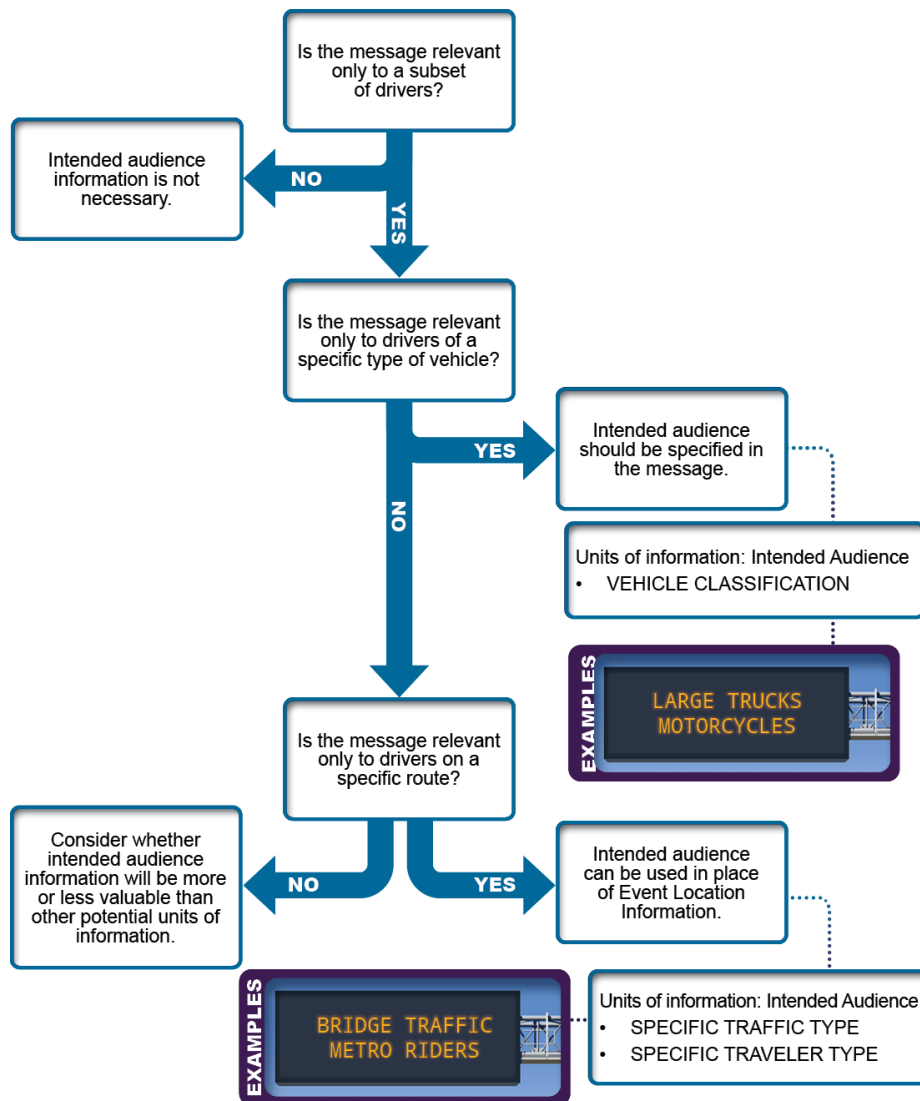 Is the message relevant
only to a subset
of drivers?
Intended audience
information is not
necessary.
NO
YES
Is the message relevant
only to drivers of a
specific type of vehicle?
YES
Intended audience
should be specified in
the message.
NO
Units of information: Intended Audience
• VEHICLE CLASSIFICATION
EXAMPLES
LARGE TRUCKS
MOTORCYCLES
Is the message relevant
only to drivers on a
specific route?
Consider whether
intended audience
information will be more
or less valuable than
other potential units of
information.
NO
YES
Intended audience
can be used in place
of Event Location
Information.
EXAMPLES
BRIDGE TRAFFIC
METRO RIDERS
Units of information: Intended Audience
• SPECIFIC TRAFFIC TYPE
• SPECIFIC TRAVELER TYPE